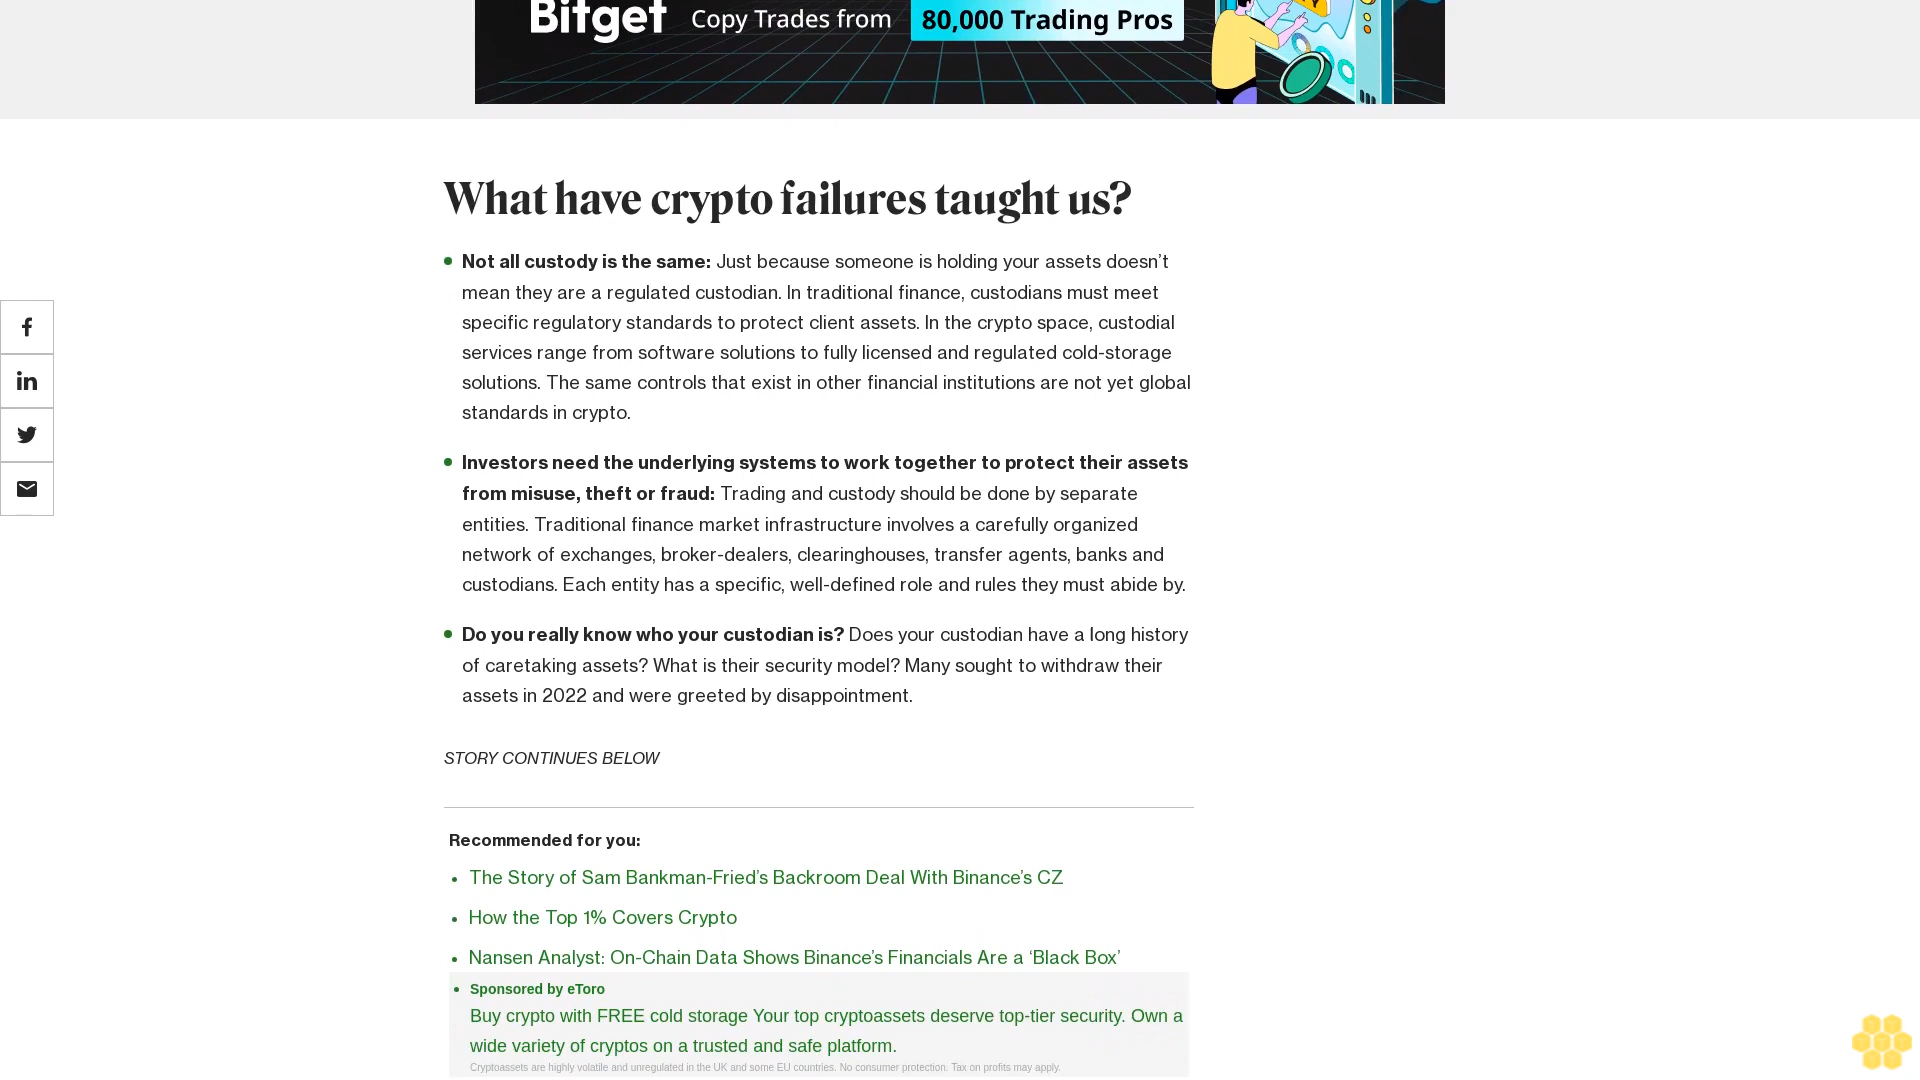 Bitget Copy Trades from 80,000 Trading Pros
What have crypto failures taught us?
Not all custody is the same: Just because someone is holding your assets doesn't
mean they are a regulated custodian. In traditional finance, custodians must meet
specific regulatory standards to protect client assets. In the crypto space, custodial
services range from software solutions to fully licensed and regulated cold-storage
solutions. The same controls that exist in other financial institutions are not yet global
standards in crypto.
Investors need the underlying systems to work together to protect their assets
from misuse, theft or fraud: Trading and custody should be done by separate
entities. Traditional finance market infrastructure involves a carefully organized
network of exchanges, broker-dealers, clearinghouses, transfer agents, banks and
custodians. Each entity has a specific, well-defined role and rules they must abide by.
Do you really know who your custodian is? Does your custodian have a long history
of caretaking assets? What is their security model? Many sought to withdraw their
assets in 2022 and were greeted by disappointment.
STORY CONTINUES BELOW
Recommended for you:
The Story of Sam Bankman-Fried's Backroom Deal With Binance's CZ
How the Top 1% Covers Crypto
Nansen Analyst: On-Chain Data Shows Binance's Financials Are a 'Black Box'
Sponsored by eToro
Buy crypto with FREE cold storage Your top cryptoassets deserve top-tier security. Own a
wide variety of cryptos on a trusted and safe platform.
Cryptoassets are highly volatile and unregulated in the UK and some EU countries. No consumer protection. Tax on profits may apply.